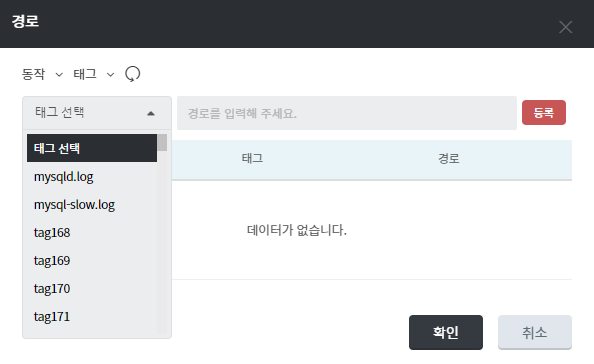 경로
동작 태그
태그 선택 경로를 입력해 주세요. 등록
태그 선택
mysqld.log
mysql-slow.log
tag168
tag169
tag170
tag171
태그 경로
데이터가 없습니다.
확인 취소